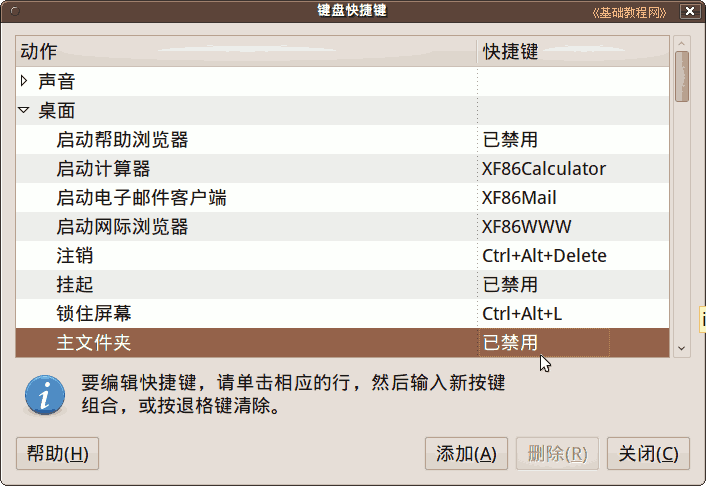 键盘快捷键
《基础教程网》
动作 快捷键
声音
桌面
启动帮助浏览器 已禁用
启动计算器 XF86Calculator
启动电子邮件客户端 XF86Mail
启动网际浏览器 XF86WWW
注销 Ctrl+Alt+Delete
挂起 已禁用
锁住屏幕 Ctrl+Alt+L
主文件夹 已禁用
要编辑快捷键，请单击相应的行，然后输入新按键
组合，或按退格键清除。
帮助(H) 添加(A) 删除(R) 关闭(C)